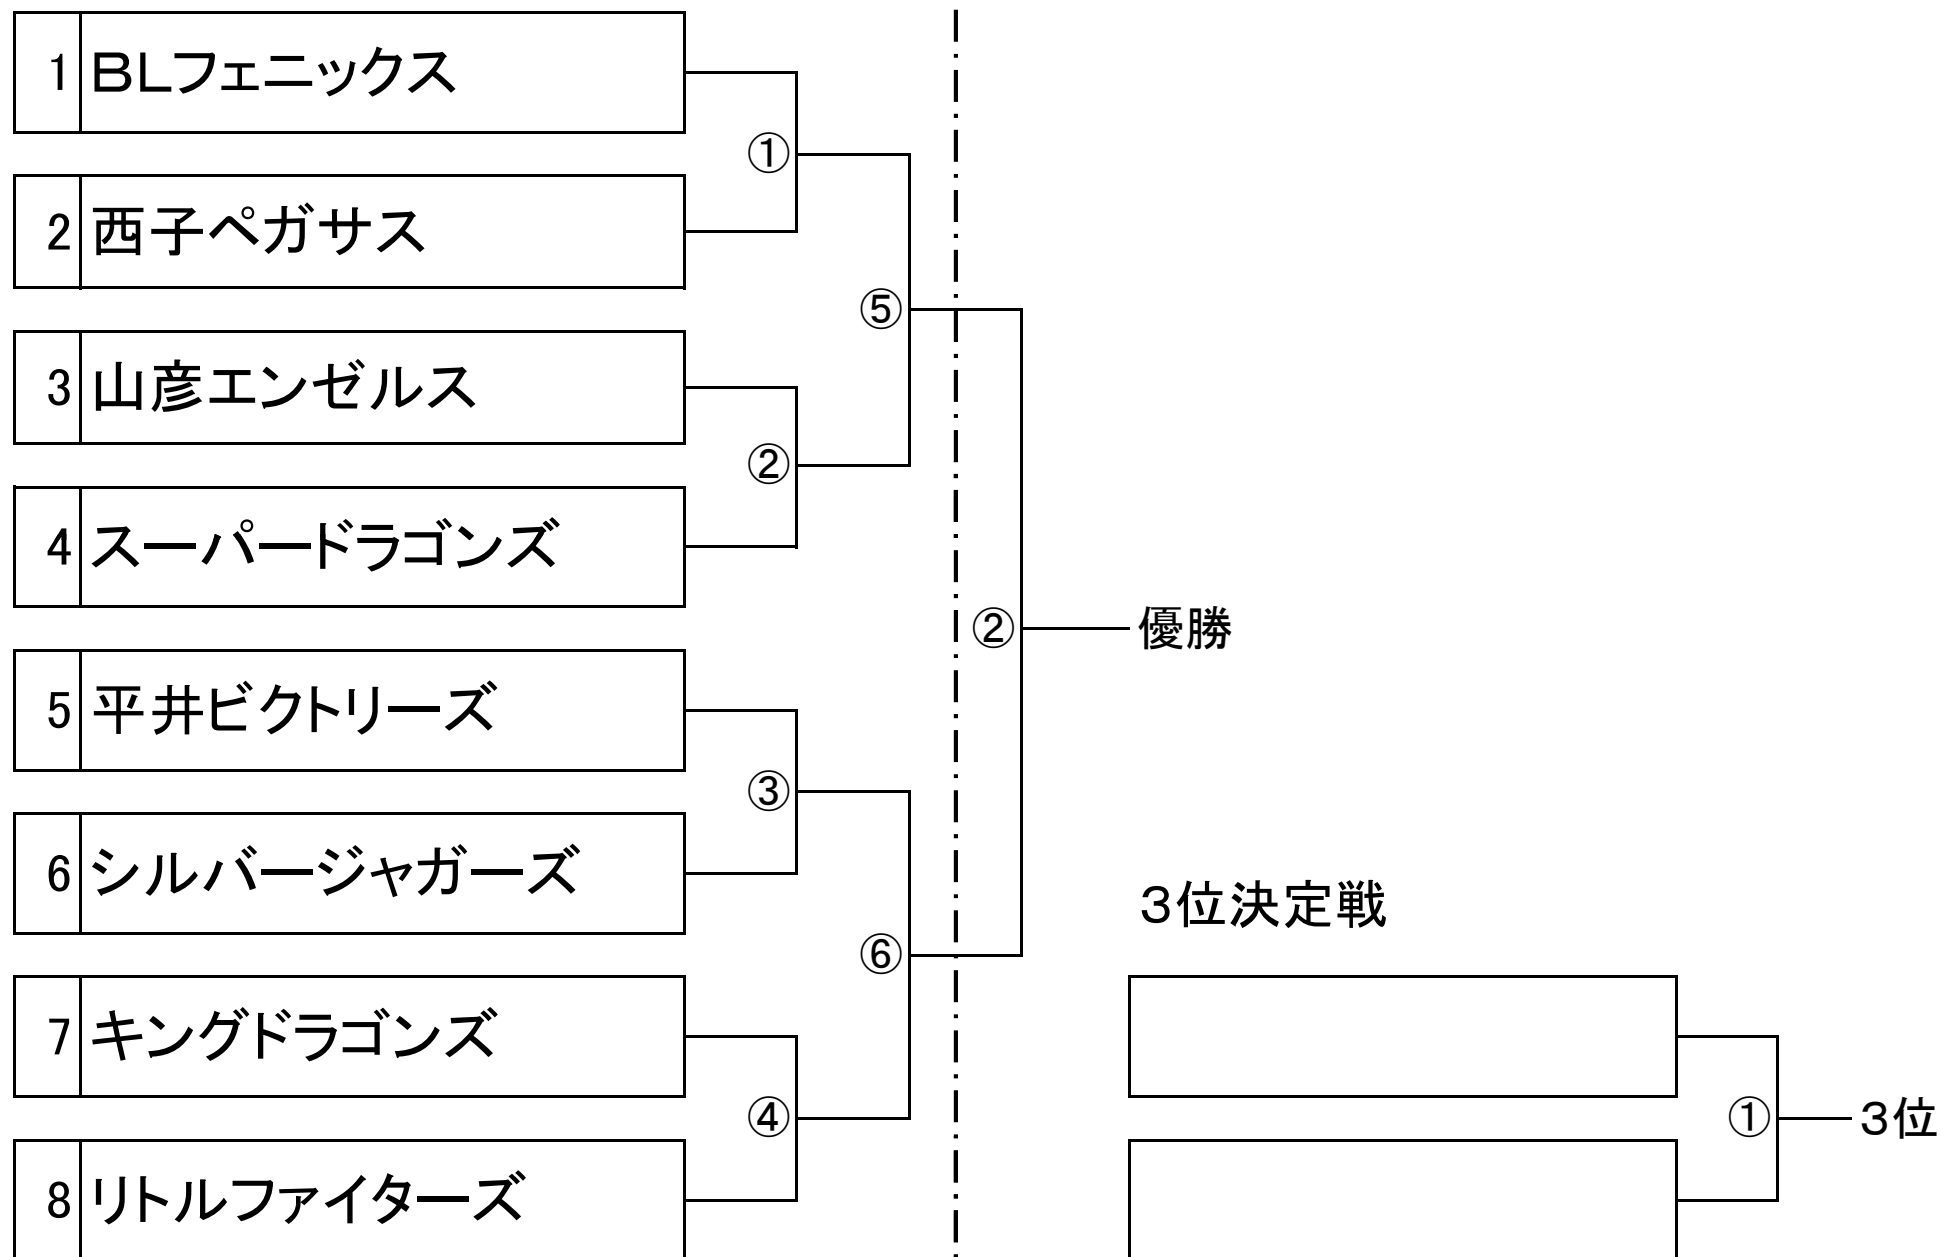 1 BLフェニックス
①
2 西子ペガサス
⑤
3 山彦エンゼルス
②
4 スーパードラゴンズ
② 優勝
5 平井ビクトリーズ
③
6 シルバージャガーズ
3位決定戦
⑥
7 キングドラゴンズ
④
① 3位
8 リトルファイターズ